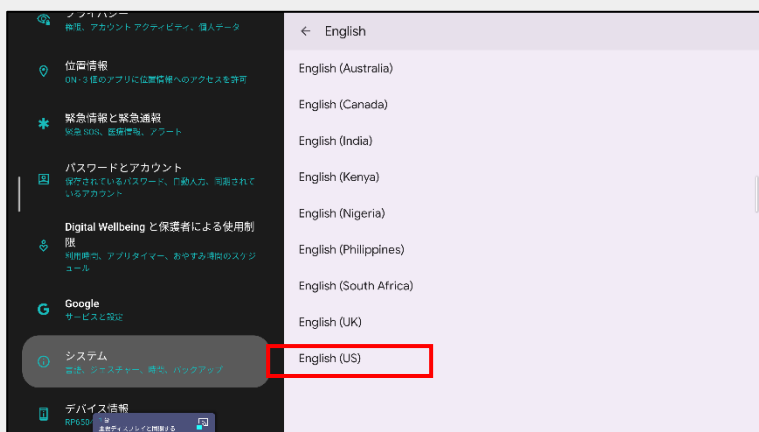 プライバシー
権限、アカウント アクティビティ、個人データ
位置情報
ON - 3 個のアプリに位置情報へのアクセスを許可
緊急情報と緊急通報
緊急 SOS、医療情報、アラート
パスワードとアカウント
保存されているパスワード、自動入力、同期されて
いるアカウント
Digital Wellbeing と保護者による使用制
限
利用時間、アプリタイマー、おやすみ時間のスケジ
ュール
Google
サービスと設定
システム
言語、ジェスチャー、時間、バックアップ
デバイス情報
RP650
← English
English (Australia)
English (Canada)
English (India)
English (Kenya)
English (Nigeria)
English (Philippines)
English (South Africa)
English (UK)
English (US)